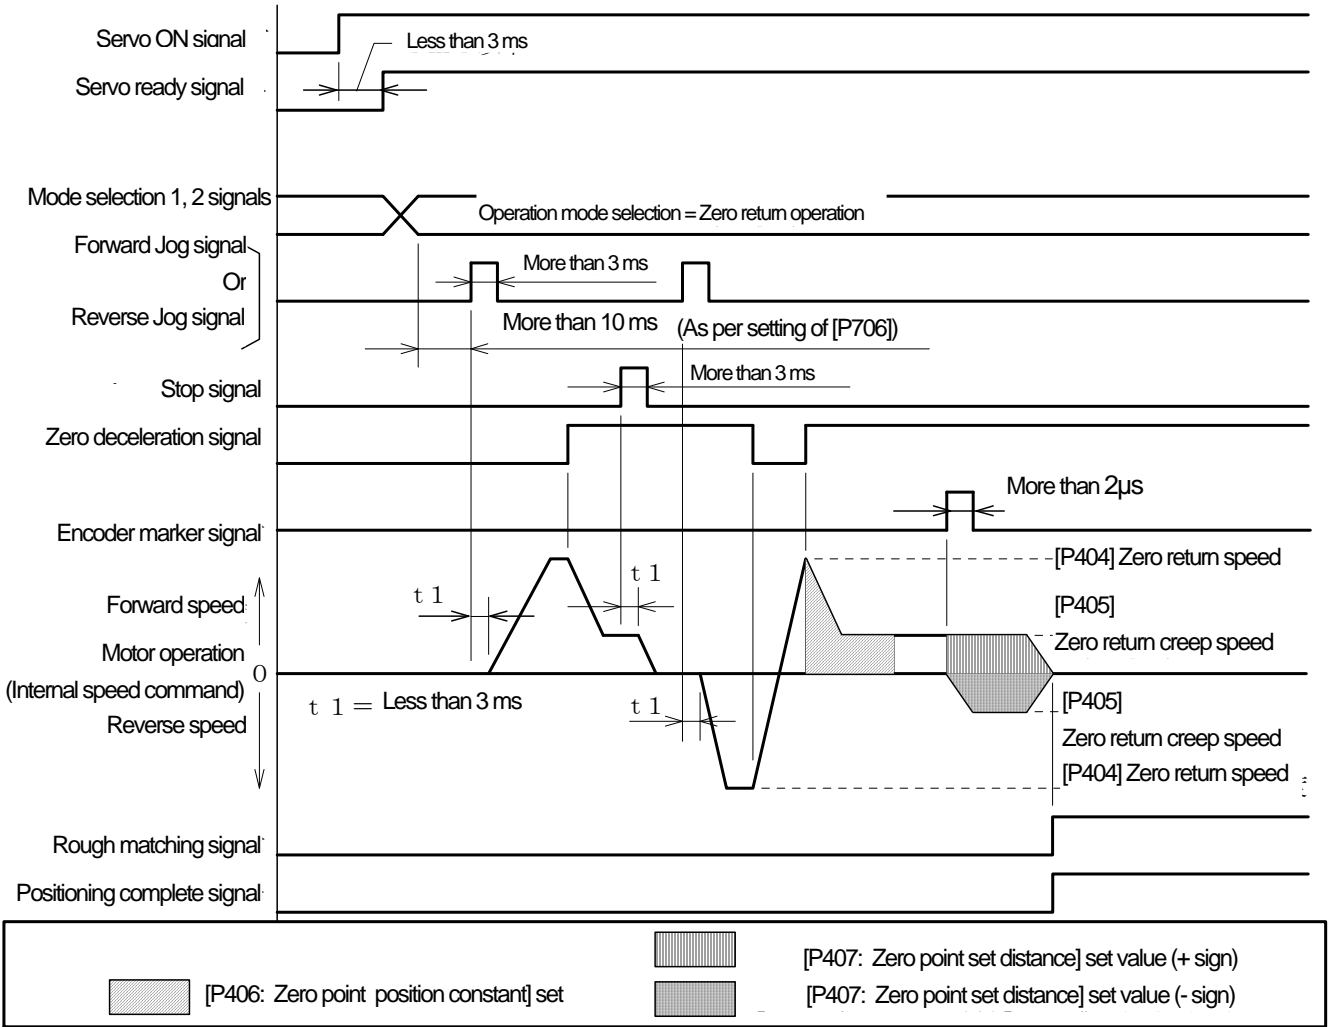 Servo ON signal
Less than 3 ms
Servo ready signal
Mode selection 1, 2 signals
Operation mode selection = Zero return operation
Forward Jog signal
Or
Reverse Jog signal
More than 3 ms
More than 10 ms
(As per setting of [P706])
Stop signal
More than 3 ms
Zero deceleration signal
More than 2μs
Encoder marker signal
[P404] Zero return speed
t 1
t 1
Forward speed
[P405]
Zero return creep speed
Motor operation
0
(Internal speed command)
t 1 = Less than 3 ms
t 1
[P405]
Reverse speed
Zero return creep speed
[P404] Zero return speed
Rough matching signal
Positioning complete signal
[P406: Zero point position constant] set
[P407: Zero point set distance] set value (+ sign)
[P407: Zero point set distance] set value (- sign)